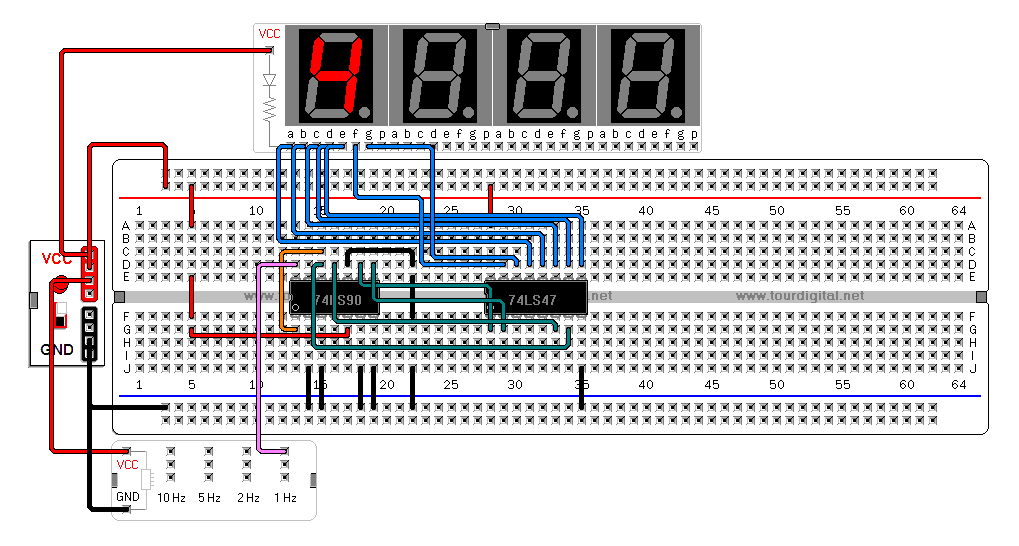 VCC
a b c d e f g p a b c d e f g p a b c d e f g p a b c d e f g p
1 5 10 15 20 25 30 35 40 45 50 55 60 64
A A
B B
C C
D D
E E
VCC
74LS90 74LS47
www. .net www.tourdigital.net
F F
G G
H H
I I
J J
GND
1 5 10 15 20 25 30 35 40 45 50 55 60 64
VCC
GND 10 Hz 5 Hz 2 Hz 1 Hz